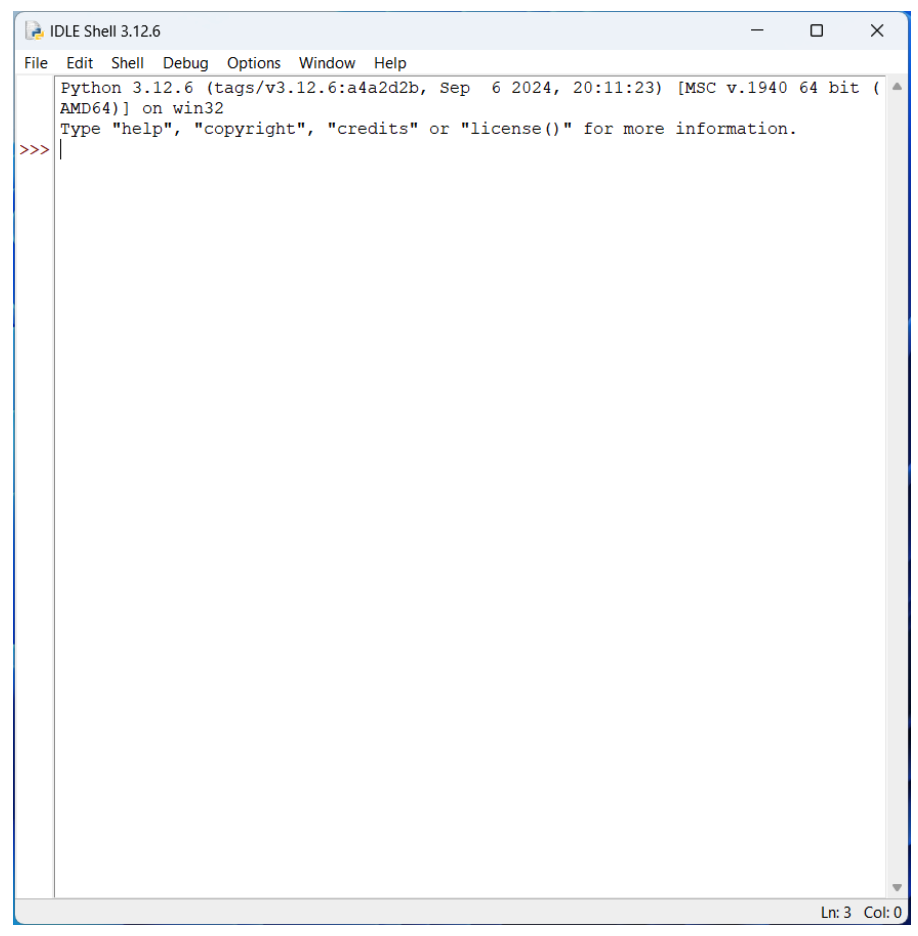 IDLE Shell 3.12.6
File Edit Shell Debug Options Window Help
Python 3.12.6 (tags/v3.12.6:a4a2d2b, Sep  6 2024, 20:11:23) [MSC v.1940 64 bit (
AMD64)] on win32
Type "help", "copyright", "credits" or "license()" for more information.
>>>
Ln: 3 Col: 0